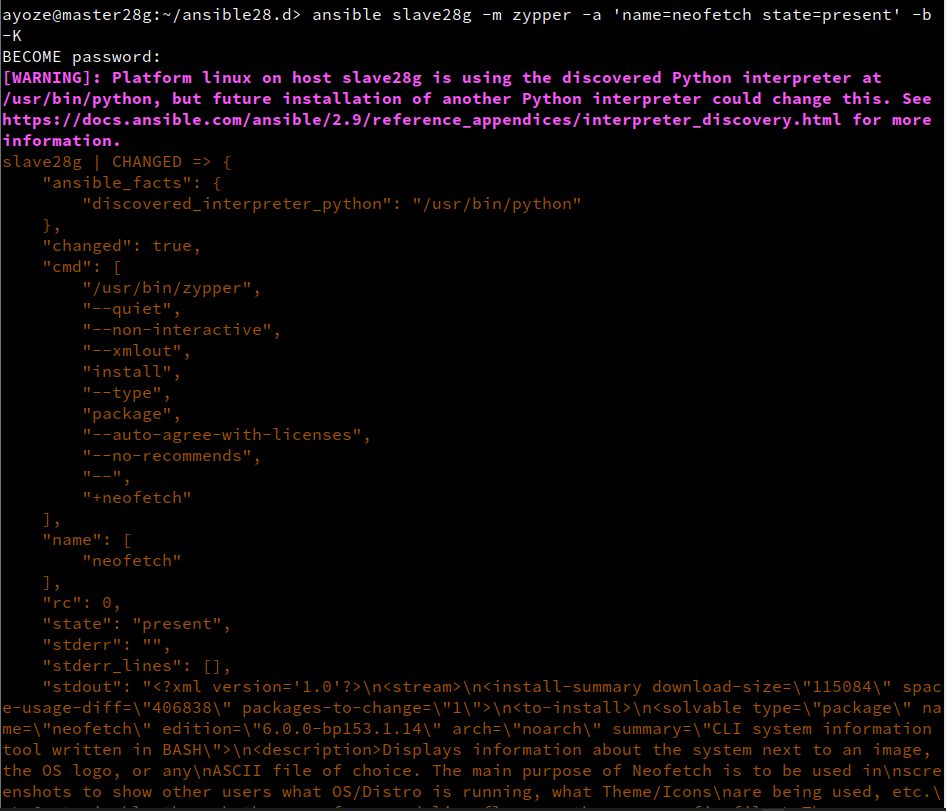 ayoze@master28g:~/ansible28.d> ansible slave28g -m zypper -a 'name=neofetch state=present' -b
-K
BECOME password:
[WARNING]: Platform linux on host slave28g is using the discovered Python interpreter at
/usr/bin/python, but future installation of another Python interpreter could change this. See
https://docs.ansible.com/ansible/2.9/reference_appendices/interpreter_discovery.html for more
information.
slave28g | CHANGED => {
    "ansible_facts": {
        "discovered_interpreter_python": "/usr/bin/python"
    },
    "changed": true,
    "cmd": [
        "/usr/bin/zypper",
        "--quiet",
        "--non-interactive",
        "--xmlout",
        "install",
        "--type",
        "package",
        "--auto-agree-with-licenses",
        "--no-recommends",
        "--",
        "+neofetch"
    ],
    "name": [
        "neofetch"
    ],
    "rc": 0,
    "state": "present",
    "stderr": "",
    "stderr_lines": [],
    "stdout": "<?xml version='1.0'?>\n<stream>\n<install-summary download-size=\"115084\" spac
e-usage-diff=\"406838\" packages-to-change=\"1\">\n<to-install>\n<solvable type=\"package\" na
me=\"neofetch\" edition=\"6.0.0-bp153.1.14\" arch=\"noarch\" summary=\"CLI system information
tool written in BASH\">\n<description>Displays information about the system next to an image,
the OS logo, or any\nASCII file of choice. The main purpose of Neofetch is to be used in\nscre
enshots to show other users what OS/Distro is running, what Theme/Icons\nare being used, etc.\